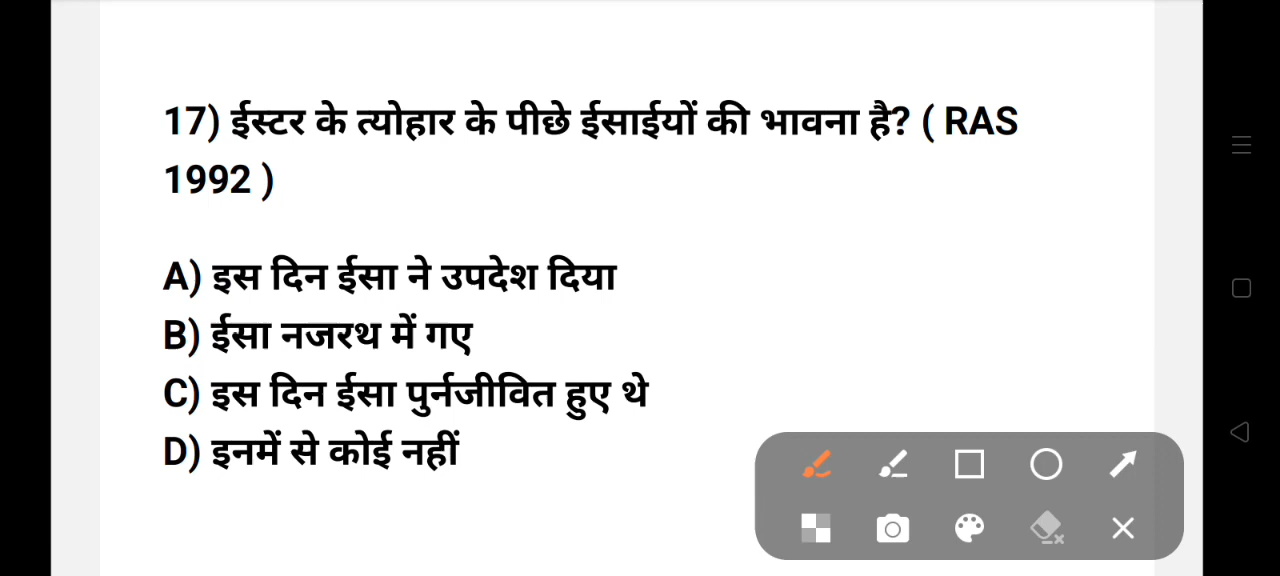 17) ईस्टर के त्योहार के पीछे ईसाईयों की भावना है? ( RAS
1992 )
A) इस दिन ईसा ने उपदेश दिया
B) ईसा नजरथ में गए
C) इस दिन ईसा पुर्नजीवित हुए थे
D) इनमें से कोई नहीं